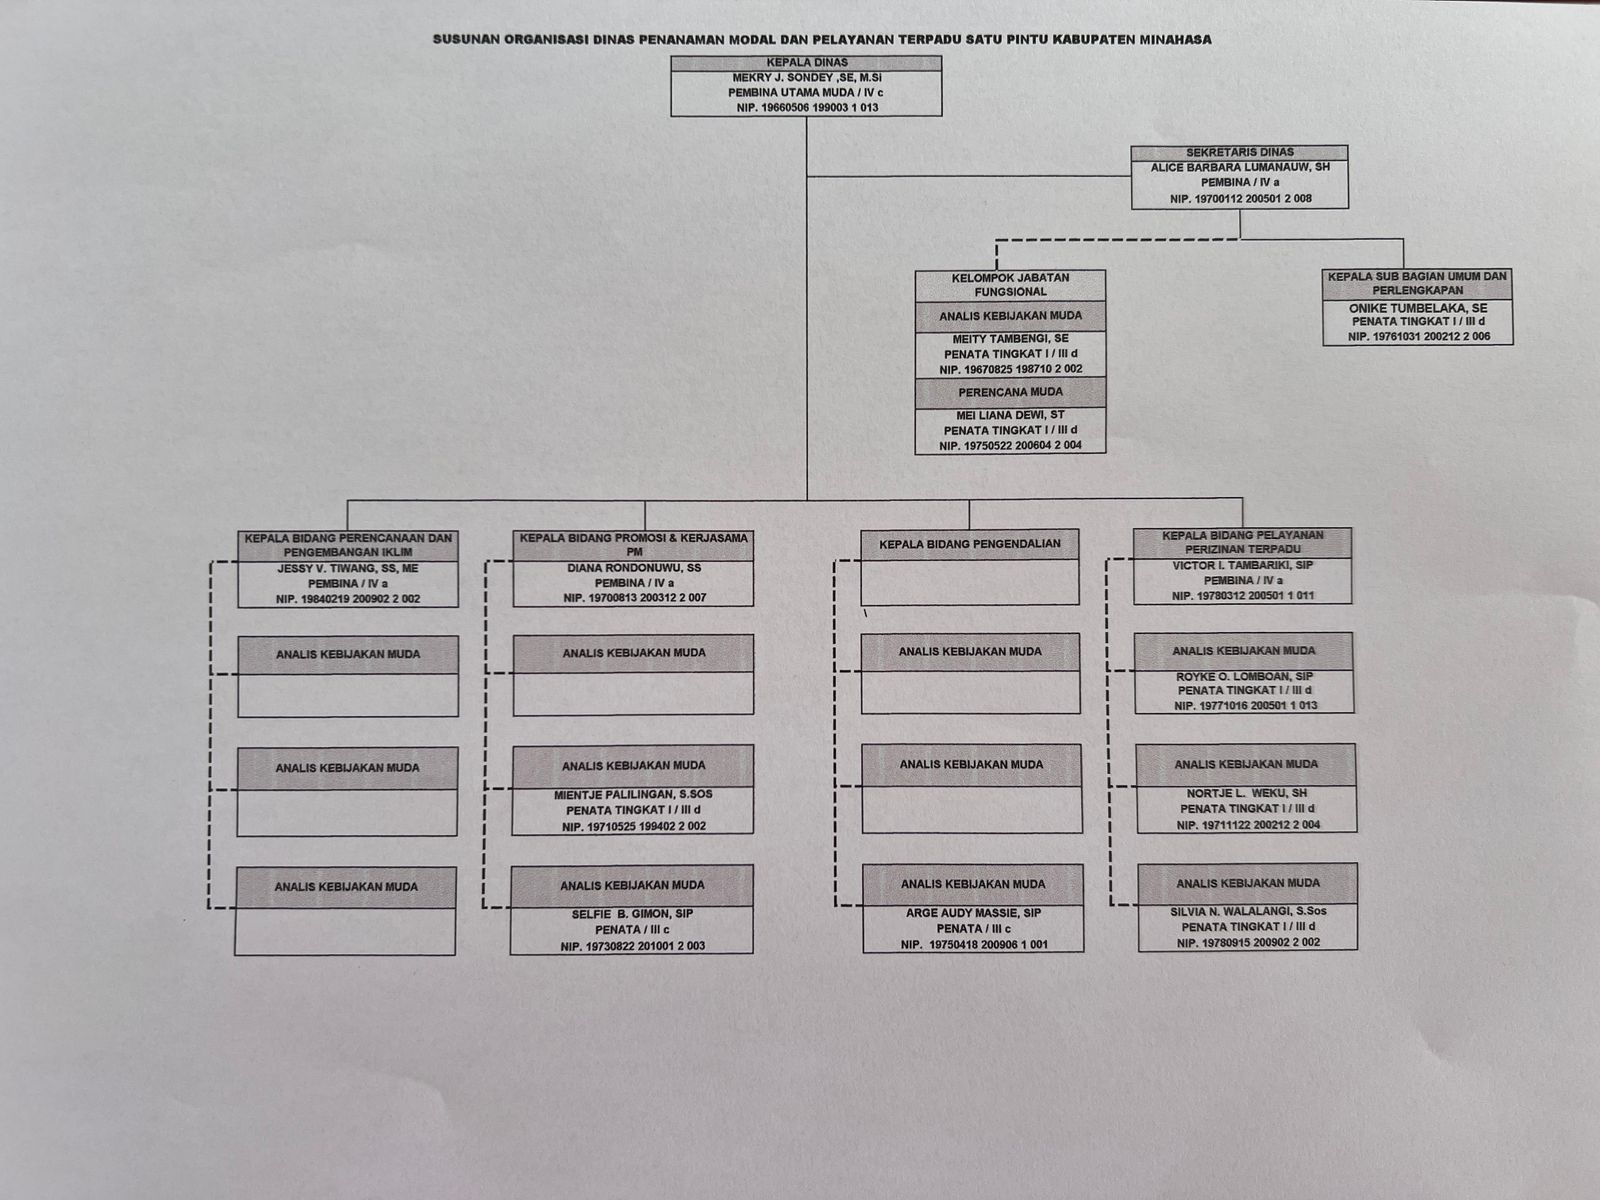 SUSUNAN ORGANISASI DINAS PENANAMAN MODAL DAN PELAYANAN TERPADU SATU PINTU KABUPATEN MINAHASA
KEPALA DINAS
MEKRY J. SONDEY ,SE, M.Si
PEMBINA UTAMA MUDA / IV c
NIP. 19660506 199003 1 013
SEKRETARIS DINAS
ALICE BARBARA LUMANAUW, SH
PEMBINA / IV a
NIP. 19700112 200501 2 008
KELOMPOK JABATAN
FUNGSIONAL
ANALIS KEBIJAKAN MUDA
MEITY TAMBENGI, SE
PENATA TINGKAT I / III d
NIP. 19670825 198710 2 002
PERENCANA MUDA
MEI LIANA DEWI, ST
PENATA TINGKAT I / III d
NIP. 19750522 200604 2 004
KEPALA SUB BAGIAN UMUM DAN
PERLENGKAPAN
ONIKE TUMBELAKA, SE
PENATA TINGKAT I / III d
NIP. 19761031 200212 2 006
KEPALA BIDANG PERENCANAAN DAN
PENGEMBANGAN IKLIM
JESSY V. TIWANG, SS, ME
PEMBINA / IV a
NIP. 19840219 200902 2 002
ANALIS KEBIJAKAN MUDA
ANALIS KEBIJAKAN MUDA
ANALIS KEBIJAKAN MUDA
KEPALA BIDANG PROMOSI & KERJASAMA
PM
DIANA RONDONUWU, SS
PEMBINA / IV a
NIP. 19700813 200312 2 007
ANALIS KEBIJAKAN MUDA
ANALIS KEBIJAKAN MUDA
MIENTJE PALILINGAN, S.SOS
PENATA TINGKAT I / III d
NIP. 19710525 199402 2 002
ANALIS KEBIJAKAN MUDA
SELFIE B. GIMON, SIP
PENATA / III c
NIP. 19730822 201001 2 003
KEPALA BIDANG PENGENDALIAN
ANALIS KEBIJAKAN MUDA
ANALIS KEBIJAKAN MUDA
ANALIS KEBIJAKAN MUDA
ARGE AUDY MASSIE, SIP
PENATA / III c
NIP. 19750418 200906 1 001
KEPALA BIDANG PELAYANAN
PERIZINAN TERPADU
VICTOR I. TAMBARIKI, SIP
PEMBINA / IV a
NIP. 19780312 200501 1 011
ANALIS KEBIJAKAN MUDA
ROYKE O. LOMBOAN, SIP
PENATA TINGKAT I / III d
NIP. 19771016 200501 1 013
ANALIS KEBIJAKAN MUDA
NORTJE L. WEKU, SH
PENATA TINGKAT I / III d
NIP. 19711122 200212 2 004
ANALIS KEBIJAKAN MUDA
SILVIA N. WALALANGI, S.Sos
PENATA TINGKAT I / III d
NIP. 19780915 200902 2 002